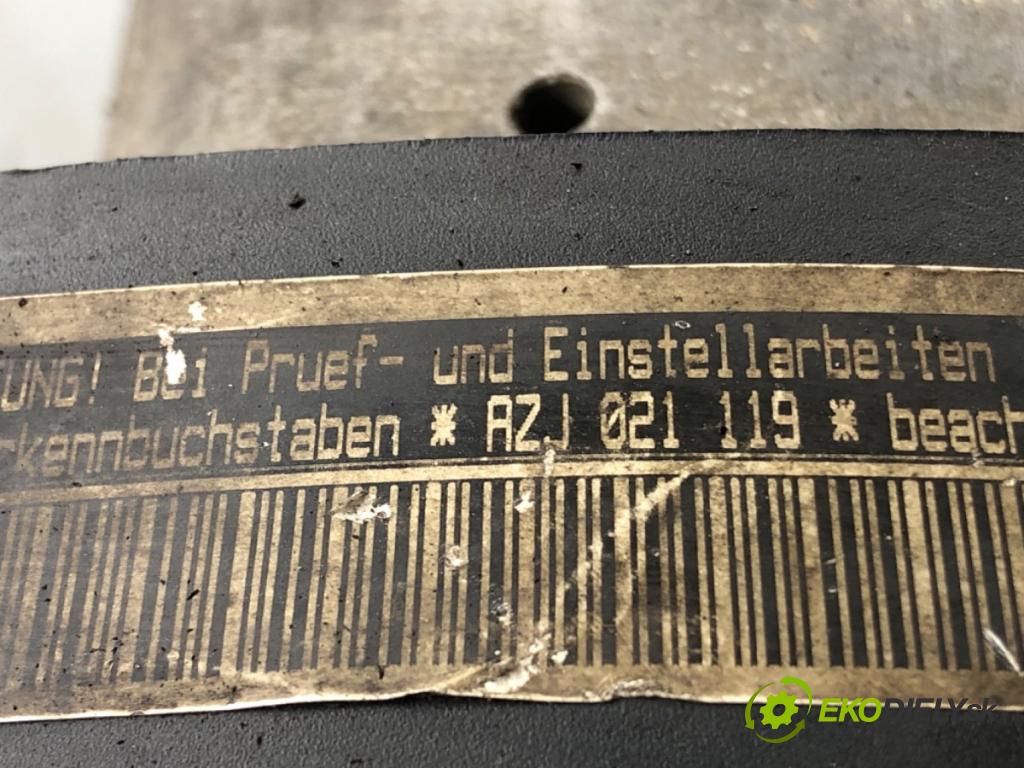 UNG! Bei Pruef- und Einstellarbeiten
rkennbuchstaben * AZJ 021 119 * beach
EKODIELY.sk